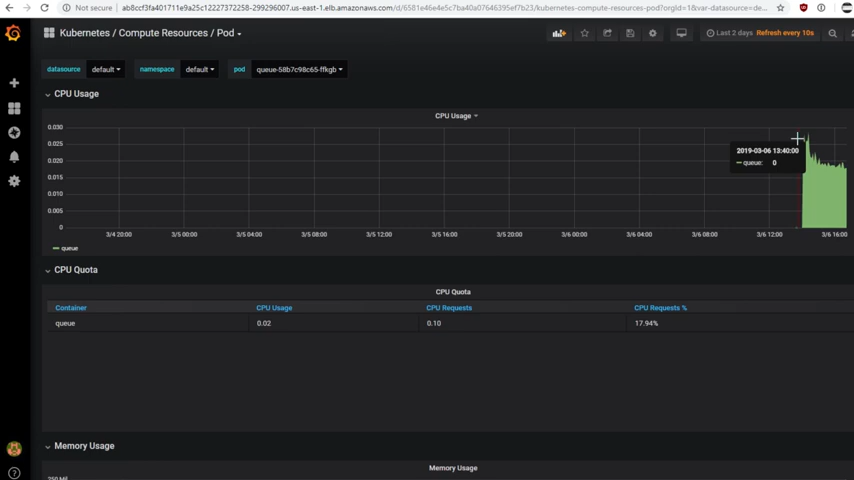 Not secure
ab8ccf3fa401711e9a25c12227372258-299296007.us-east-1.elb.amazonaws.com/d/6581e46e4e5c7ba40a07646395ef7b23/kubernetes-compute-resources-pod?orgId=1&var-datasource=de...
Kubernetes / Compute Resources / Pod
Last 2 days Refresh every 10s
datasource default namespace default pod queue-58b7c98c65-ffkgb
CPU Usage
CPU Usage
0.030
0.025
0.020
0.015
0.010
0.005
0
2019-03-06 13:40:00
queue: 0
3/4 20:00 3/5 00:00 3/5 04:00 3/5 08:00 3/5 12:00 3/5 16:00 3/5 20:00 3/6 00:00 3/6 04:00 3/6 08:00 3/6 12:00 3/6 16:00
queue
CPU Quota
CPU Quota
Container CPU Usage CPU Requests CPU Requests %
queue 0.02 0.10 17.94%
Memory Usage
Memory Usage
250 Mil